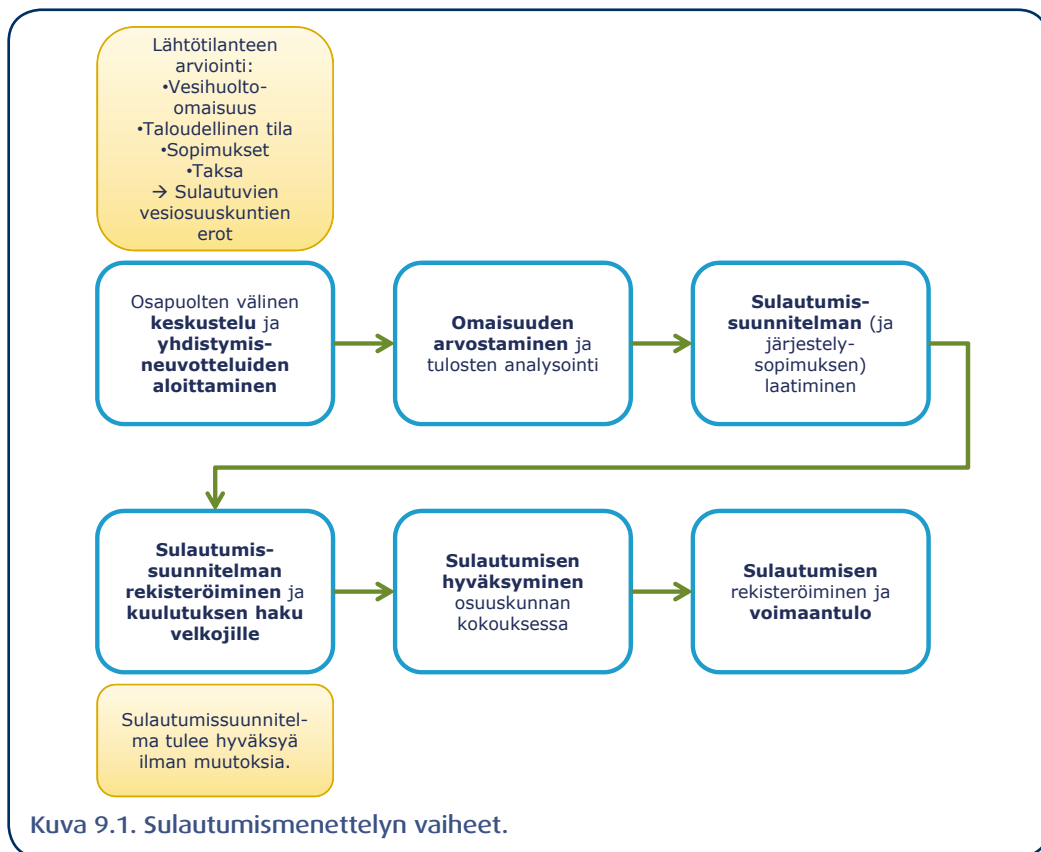 Lähtötilanteen
arviointi:
•Vesihuolto-
omaisuus
•Taloudellinen tila
•Sopimukset
•Taksa
→ Sulautuvien
vesiosuuskuntien
erot
Osapuolten välinen
keskustelu ja
yhdistymis-
neuvotteluiden
aloittaminen
Omaisuuden
arvostaminen ja
tulosten analysointi
Sulautumis-
suunnitelman (ja
järjestely-
sopimuksen)
laatiminen
Sulautumis-
suunnitelman
rekisteröiminen ja
kuulutuksen haku
velkojille
Sulautumisen
hyväksyminen
osuuskunnan
kokouksessa
Sulautumisen
rekisteröiminen ja
voimaantulo
Sulautumissuunnitel-
ma tulee hyväksyä
ilman muutoksia.
Kuva 9.1. Sulautumismenettelyn vaiheet.